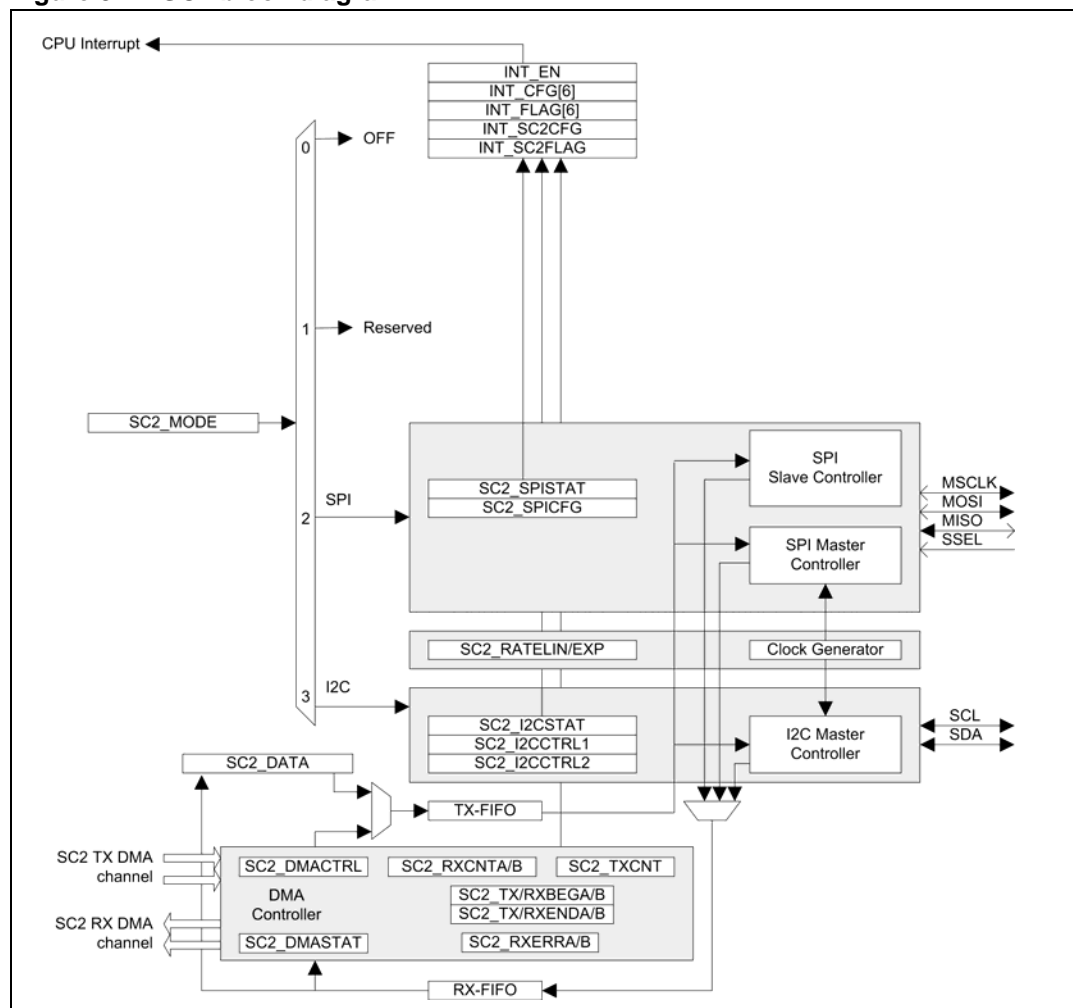 CPU Interrupt
INT_EN
INT_CFG[6]
INT_FLAG[6]
INT_SC2CFG
INT_SC2FLAG
0
OFF
1
Reserved
SC2_MODE
SPI
2
SC2_SPISTAT
SC2_SPICFG
SPI
Slave Controller
SPI Master
Controller
MSCLK
MOSI
MISO
SSEL
SC2_RATELIN/EXP
Clock Generator
I2C
3
SC2_I2CSTAT
SC2_I2CCTRL1
SC2_I2CCTRL2
I2C Master
Controller
SCL
SDA
SC2_DATA
TX-FIFO
SC2 TX DMA
channel
SC2_DMACTRL
SC2_RXCNTA/B
SC2_TXCNT
DMA
Controller
SC2_TX/RXBEGA/B
SC2_TX/RXENDA/B
SC2 RX DMA
channel
SC2_DMASTAT
SC2_RXERRA/B
RX-FIFO